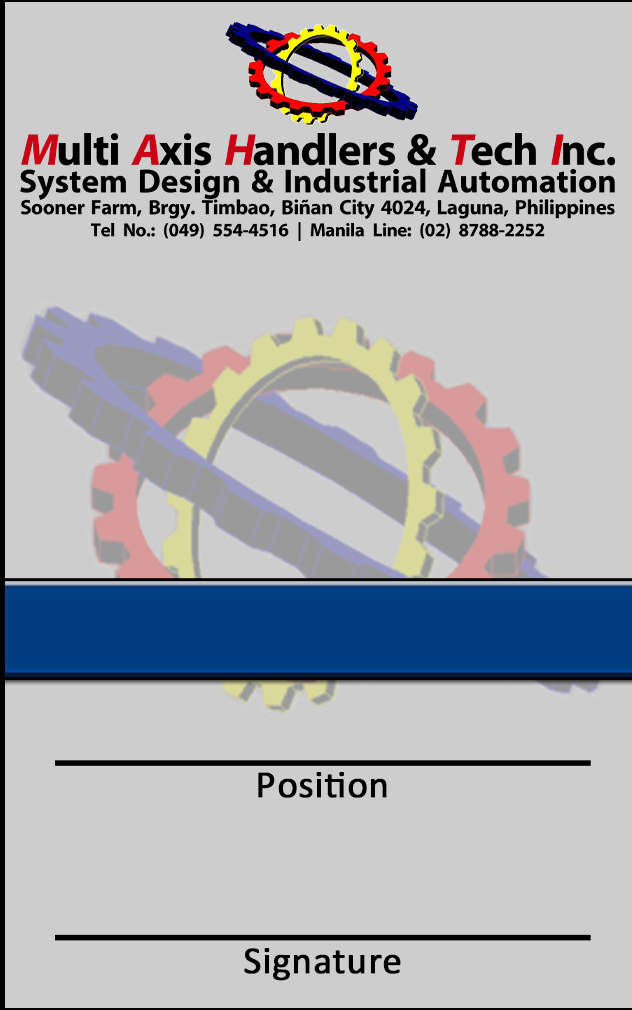 Multi Axis Handlers & Tech Inc.
System Design & Industrial Automation
Sooner Farm, Brgy. Timbao, Biñan City 4024, Laguna, Philippines
Tel No.: (049) 554-4516 | Manila Line: (02) 8788-2252
Position
Signature